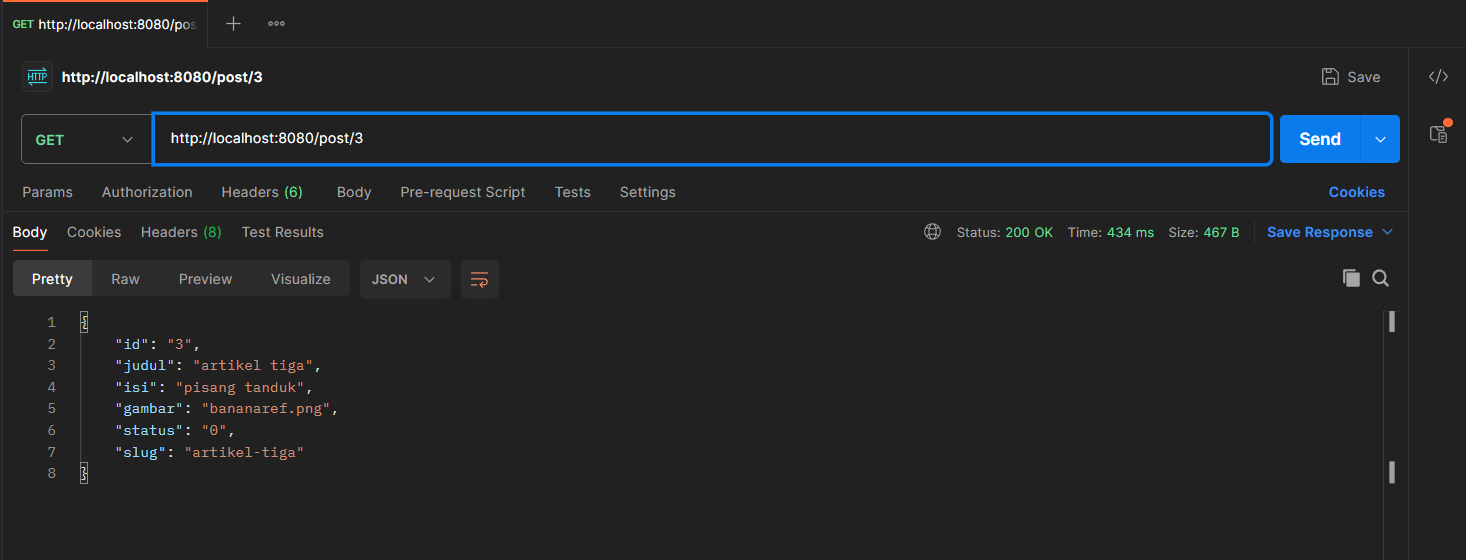 GET http://localhost:8080/pos
HTTP http://localhost:8080/post/3 Save
GET http://localhost:8080/post/3 Send
Params Authorization Headers (6) Body Pre-request Script Tests Settings Cookies
Body Cookies Headers (8) Test Results Status: 200 OK Time: 434 ms Size: 467 B Save Response
Pretty Raw Preview Visualize JSON
1 {
2 "id": "3",
3 "judul": "artikel tiga",
4 "isi": "pisang tanduk",
5 "gambar": "bananaref.png",
6 "status": "0",
7 "slug": "artikel-tiga"
8 }